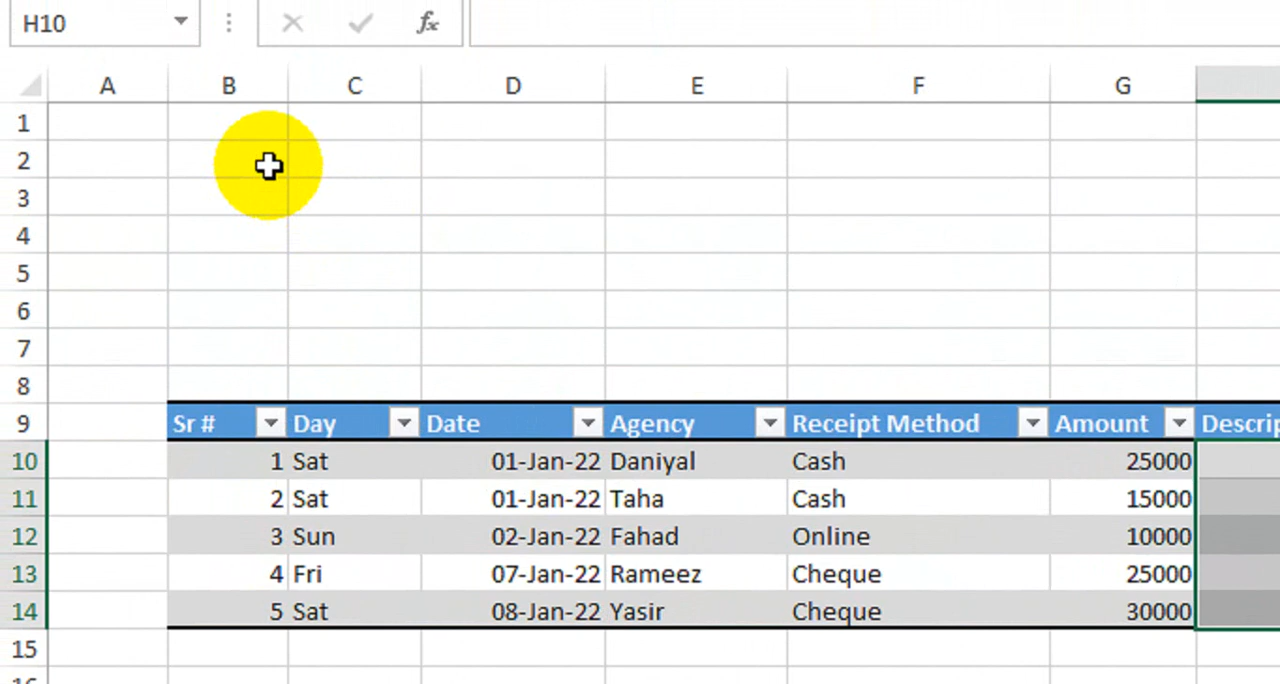 H10 fx
A B C D E F G
1
2
3
4
5
6
7
8
9 Sr # Day Date Agency Receipt Method Amount Descrip
10 1 Sat 01-Jan-22 Daniyal Cash 25000
11 2 Sat 01-Jan-22 Taha Cash 15000
12 3 Sun 02-Jan-22 Fahad Online 10000
13 4 Fri 07-Jan-22 Rameez Cheque 25000
14 5 Sat 08-Jan-22 Yasir Cheque 30000
15